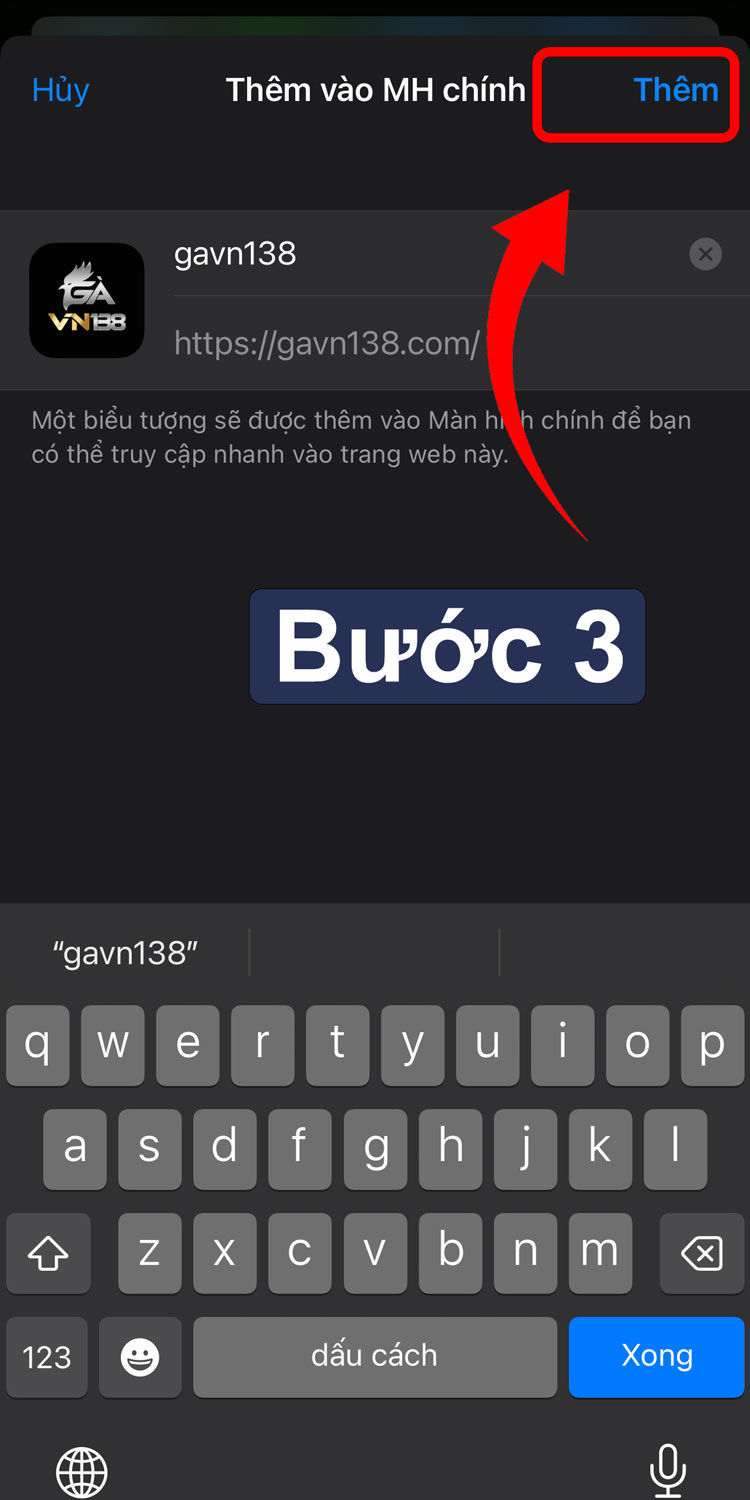 Hủy Thêm vào MH chính Thêm
gavn138
GÀ
VN138
https://gavn138.com/
Một biểu tượng sẽ được thêm vào Màn hình chính để bạn
có thể truy cập nhanh vào trang web này.
Bước 3
“gavn138”
q w e r t y u i o p
a s d f g h j k l
z x c v b n m
123 dấu cách Xong